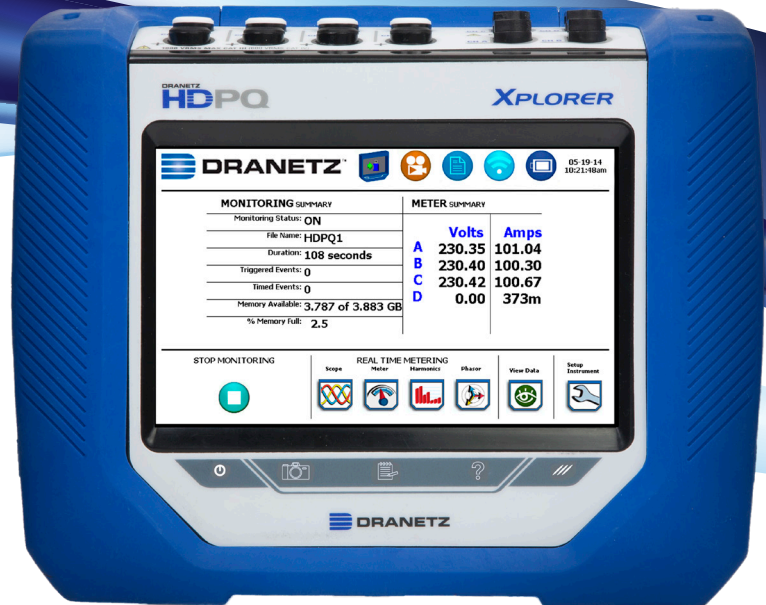 DRANETZ
HDPQ
XPLORER
DRANETZ
05-19-14
10:21:48am
MONITORING SUMMARY
Monitoring Status: ON
File Name: HDPQ1
Duration: 108 seconds
Triggered Events: 0
Timed Events: 0
Memory Available: 3.787 of 3.883 GB
% Memory Full: 2.5
METER SUMMARY
Volts Amps
A 230.35 101.04
B 230.40 100.30
C 230.42 100.67
D 0.00 373m
STOP MONITORING
REAL TIME METERING
Scope Meter Harmonics Phasor
View Data
Setup
Instrument
?
DRANETZ